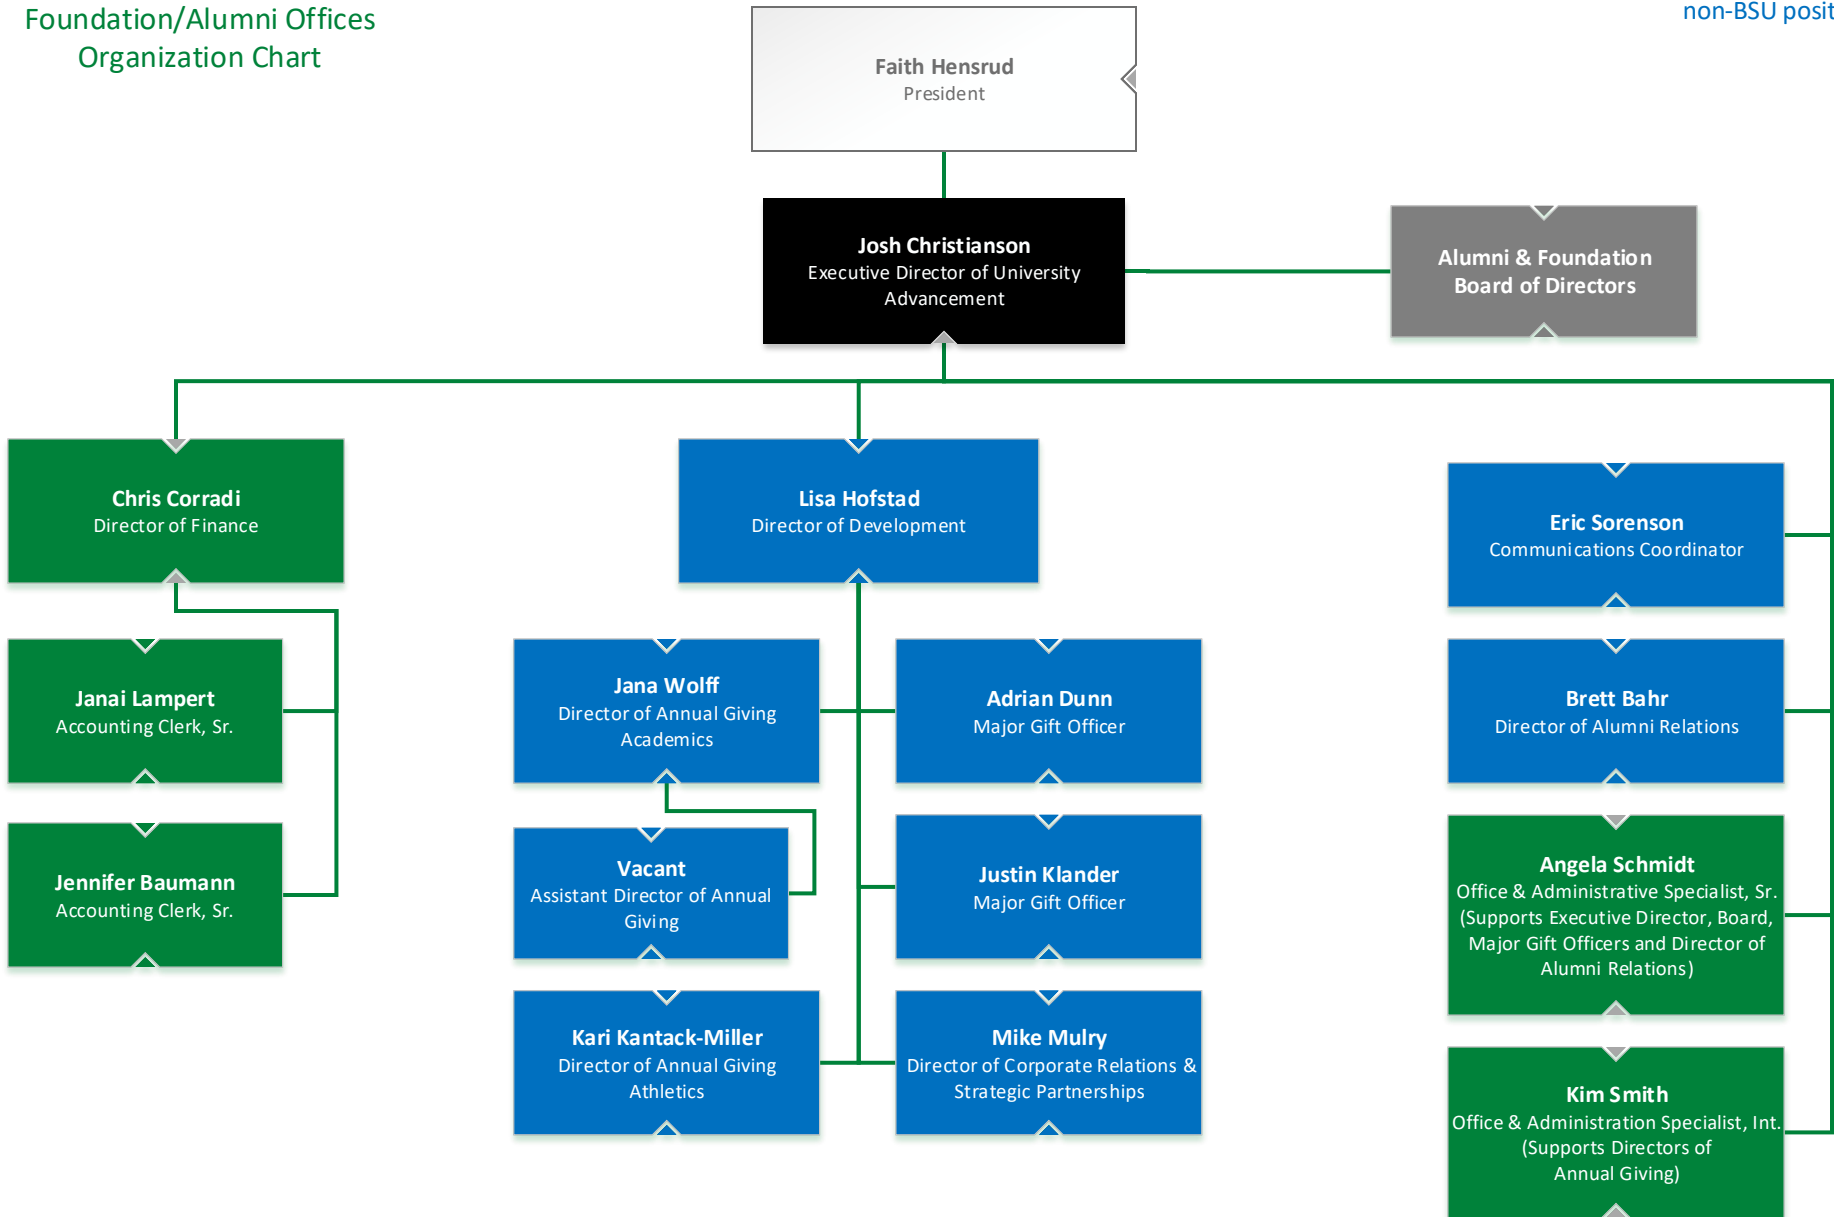 Foundation/Alumni Offices
Organization Chart
non-BSU posit
Faith Hensrud
President
Josh Christianson
Executive Director of University
Advancement
Alumni & Foundation
Board of Directors
Chris Corradi
Director of Finance
Lisa Hofstad
Director of Development
Eric Sorenson
Communications Coordinator
Janai Lampert
Accounting Clerk, Sr.
Jana Wolff
Director of Annual Giving
Academics
Adrian Dunn
Major Gift Officer
Brett Bahr
Director of Alumni Relations
Jennifer Baumann
Accounting Clerk, Sr.
Vacant
Assistant Director of Annual
Giving
Justin Klander
Major Gift Officer
Angela Schmidt
Office & Administrative Specialist, Sr.
(Supports Executive Director, Board,
Major Gift Officers and Director of
Alumni Relations)
Kari Kantack-Miller
Director of Annual Giving
Athletics
Mike Mulry
Director of Corporate Relations &
Strategic Partnerships
Kim Smith
Office & Administration Specialist, Int.
(Supports Directors of
Annual Giving)